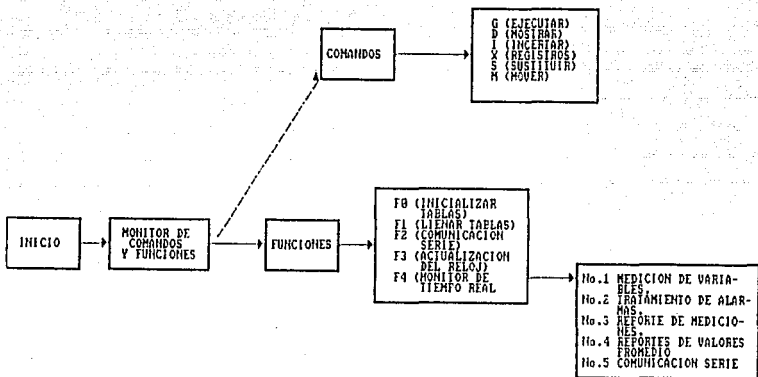 COMANDOS
G (EJECUTAR)
D (MOSTRAR)
I (INCERTAR)
X (REGISTROS)
S (SUSTITUIR)
M (MOVER)
INICIO
MONITOR DE
COMANDOS
Y FUNCIONES
FUNCIONES
F0 (INICIALIZAR
TABLAS)
F1 (LLENAR TABLAS)
F2 (COMUNICACION
SERIE)
F3 (ACTUALIZACION
DEL RELOJ)
F4 (MONITOR DE
TIEMPO REAL
No.1 MEDICION DE VARIA-
BLES.
No.2 TRATAMIENTO DE ALAR-
MAS.
No.3 REPORTE DE MEDICIO-
NES.
No.4 REPORTES DE VALORES
PROMEDIO
No.5 COMUNICACION SERIE